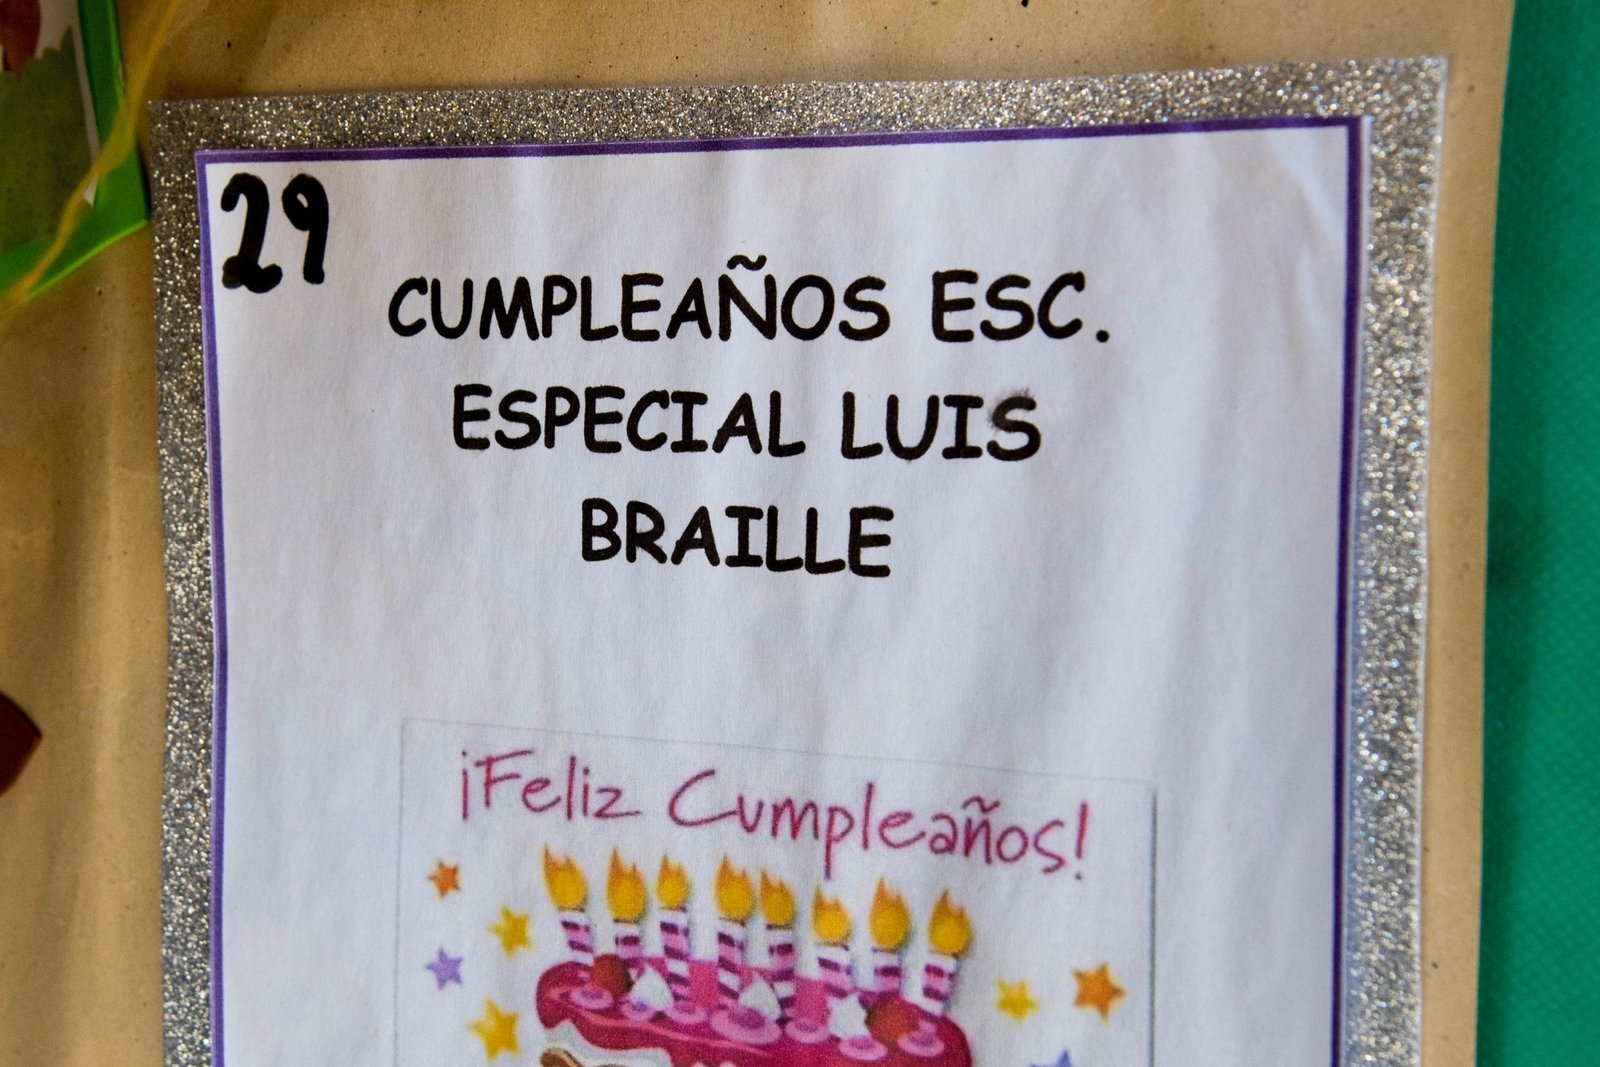 29
CUMPLEAÑOS ESC.
ESPECIAL LUIS
BRAILLE
¡Feliz Cumpleaños!